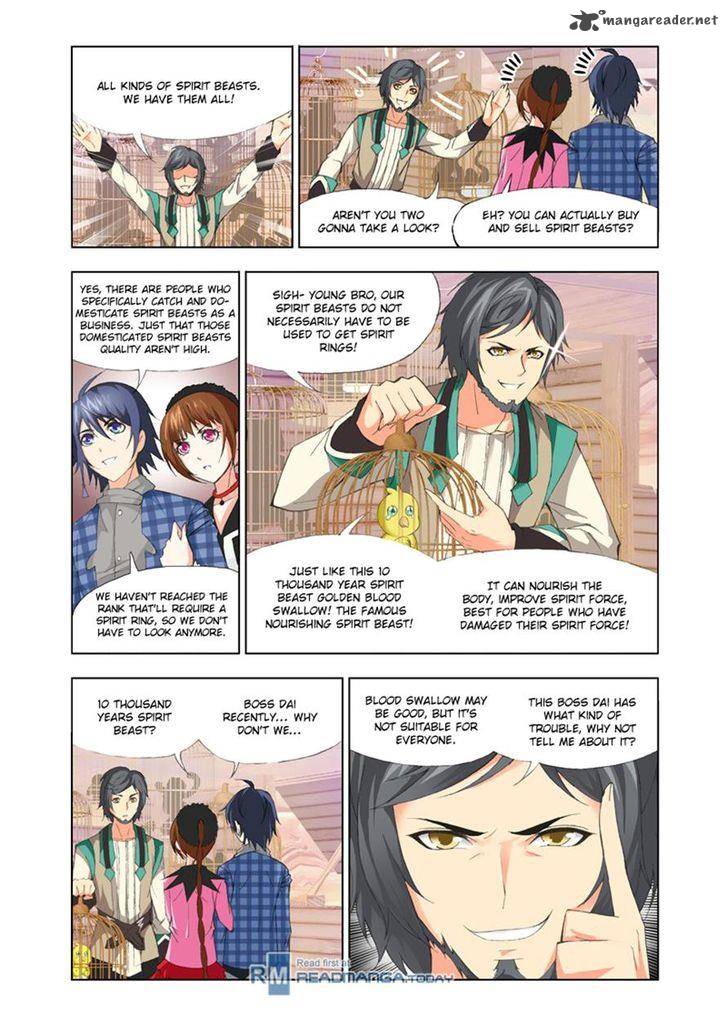 mangareader.net
ALL KINDS OF SPIRIT BEASTS.
WE HAVE THEM ALL!
AREN'T YOU TWO
GONNA TAKE A LOOK?
EH? YOU CAN ACTUALLY BUY
AND SELL SPIRIT BEASTS?
YES, THERE ARE PEOPLE WHO
SPECIFICALLY CATCH AND DO-
MESTICATE SPIRIT BEASTS AS A
BUSINESS. JUST THAT THOSE
DOMESTICATED SPIRIT BEASTS
QUALITY AREN'T HIGH.
WE HAVEN'T REACHED THE
RANK THAT'LL REQUIRE A
SPIRIT RING, SO WE DON'T
HAVE TO LOOK ANYMORE.
SIGH- YOUNG BRO, OUR
SPIRIT BEASTS DO NOT
NECESSARILY HAVE TO BE
USED TO GET SPIRIT
RINGS!
JUST LIKE THIS 10
THOUSAND YEAR SPIRIT
BEAST GOLDEN BLOOD
SWALLOW! THE FAMOUS
NOURISHING SPIRIT BEAST!
IT CAN NOURISH THE
BODY, IMPROVE SPIRIT FORCE,
BEST FOR PEOPLE WHO HAVE
DAMAGED THEIR SPIRIT FORCE!
10 THOUSAND
YEARS SPIRIT
BEAST?
BOSS DAI
RECENTLY... WHY
DON'T WE...
BLOOD SWALLOW MAY
BE GOOD, BUT IT'S
NOT SUITABLE FOR
EVERYONE.
THIS BOSS DAI HAS
WHAT KIND OF
TROUBLE, WHY NOT
TELL ME ABOUT IT?
RM Read first at
READMANGA.TODAY